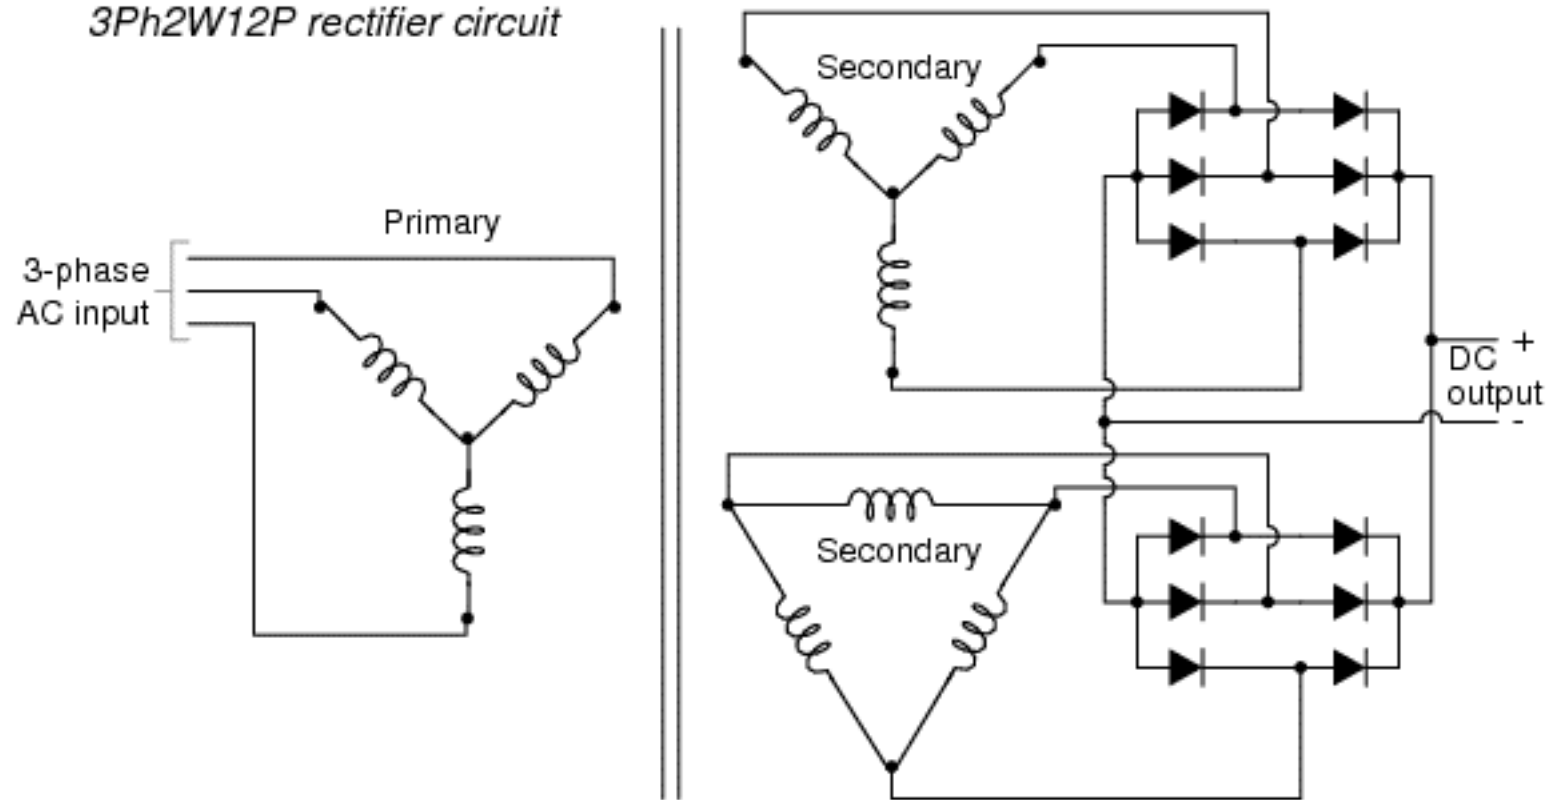 3Ph2W12P rectifier circuit
Primary
3-phase
AC input
Secondary
Secondary
+
DC
output
-